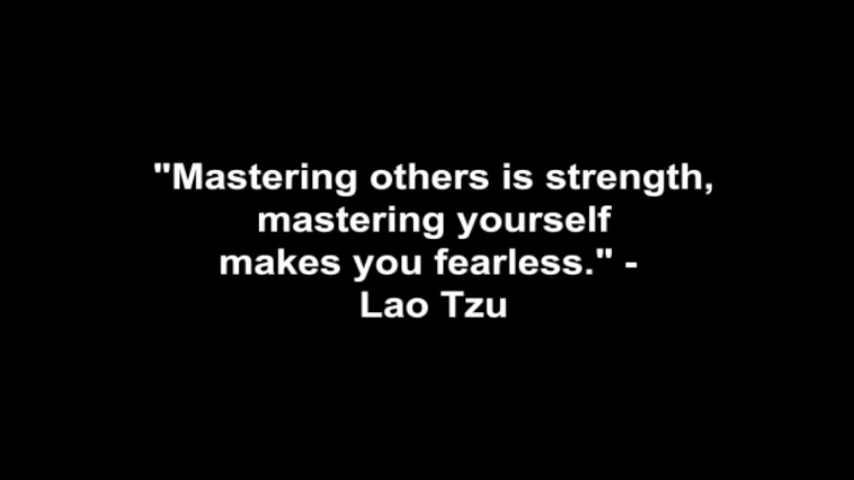 "Mastering others is strength,
mastering yourself
makes you fearless." -
Lao Tzu